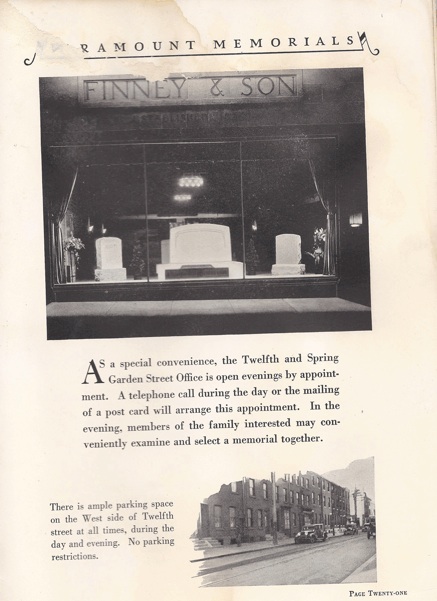 RAMOUNT MEMORIALS
FINNEY & SON
As a special convenience, the Twelfth and Spring
Garden Street Office is open evenings by appoint-
ment. A telephone call during the day or the mailing
of a post card will arrange this appointment. In the
evening, members of the family interested may con-
veniently examine and select a memorial together.
There is ample parking space
on the West side of Twelfth
street at all times, during the
day and evening. No parking
restrictions.
PAGE TWENTY-ONE